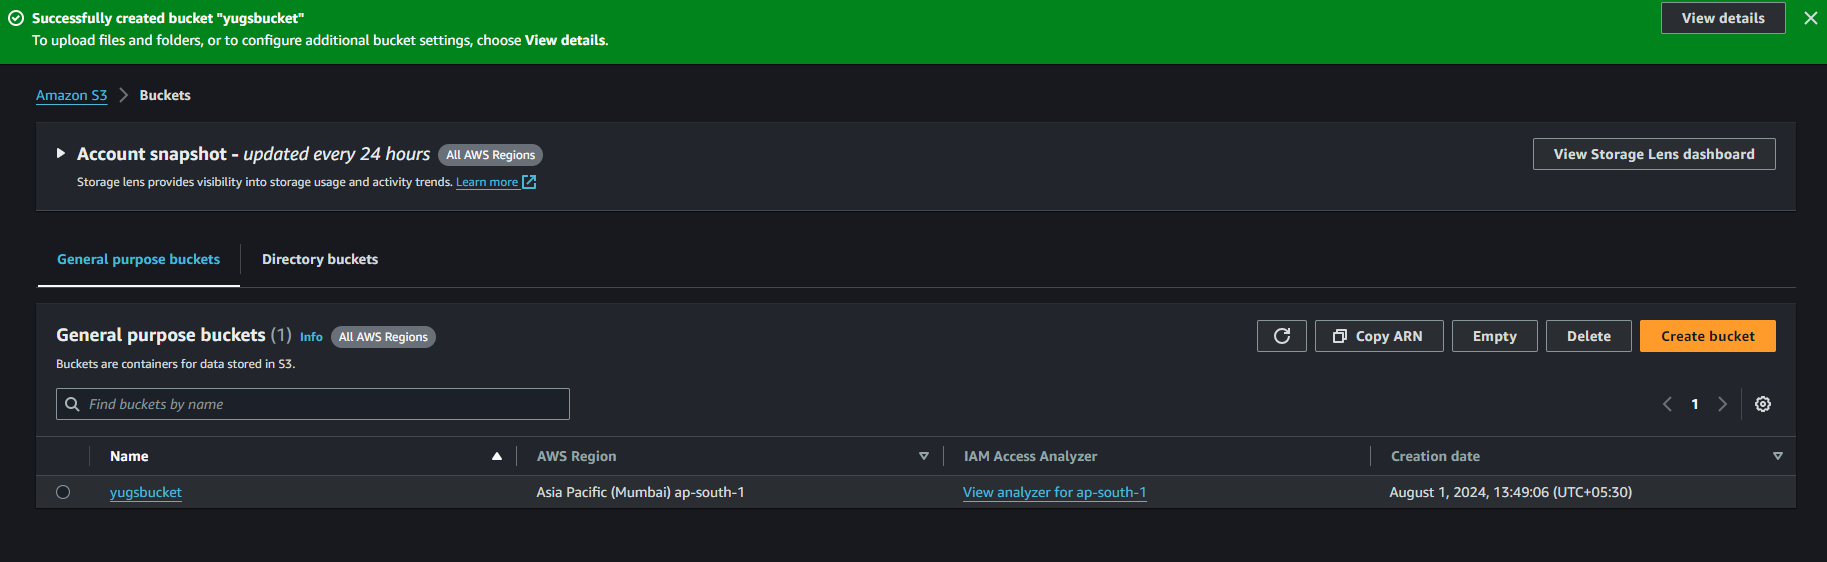 Successfully created bucket "yugsbucket"
View details
To upload files and folders, or to configure additional bucket settings, choose View details.
Amazon S3 > Buckets
Account snapshot - updated every 24 hours All AWS Regions
View Storage Lens dashboard
Storage lens provides visibility into storage usage and activity trends. Learn more
General purpose buckets
Directory buckets
General purpose buckets (1) Info All AWS Regions
Copy ARN
Empty
Delete
Create bucket
Buckets are containers for data stored in S3.
Find buckets by name
1
Name
AWS Region
IAM Access Analyzer
Creation date
yugsbucket
Asia Pacific (Mumbai) ap-south-1
View analyzer for ap-south-1
August 1, 2024, 13:49:06 (UTC+05:30)